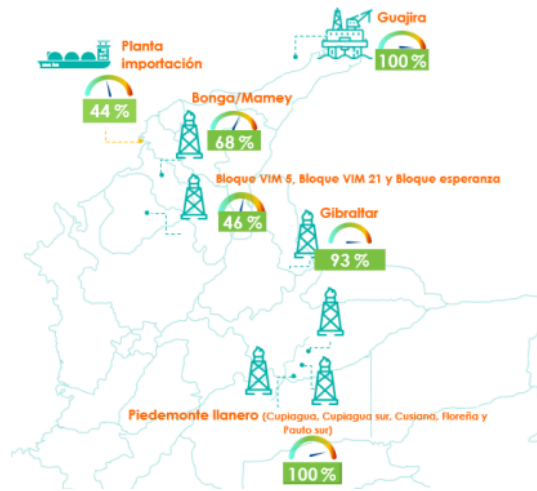 Guajira
100 %
Planta
importación
44 %
Bonga/Mamey
68 %
Bloque VIM 5, Bloque VIM 21 y Bloque esperanza
46 %
Gibraltar
93 %
Piedemonte llanero (Cupiagua, Cupiagua sur, Cusiana, Floreña y
Pauto sur)
100 %